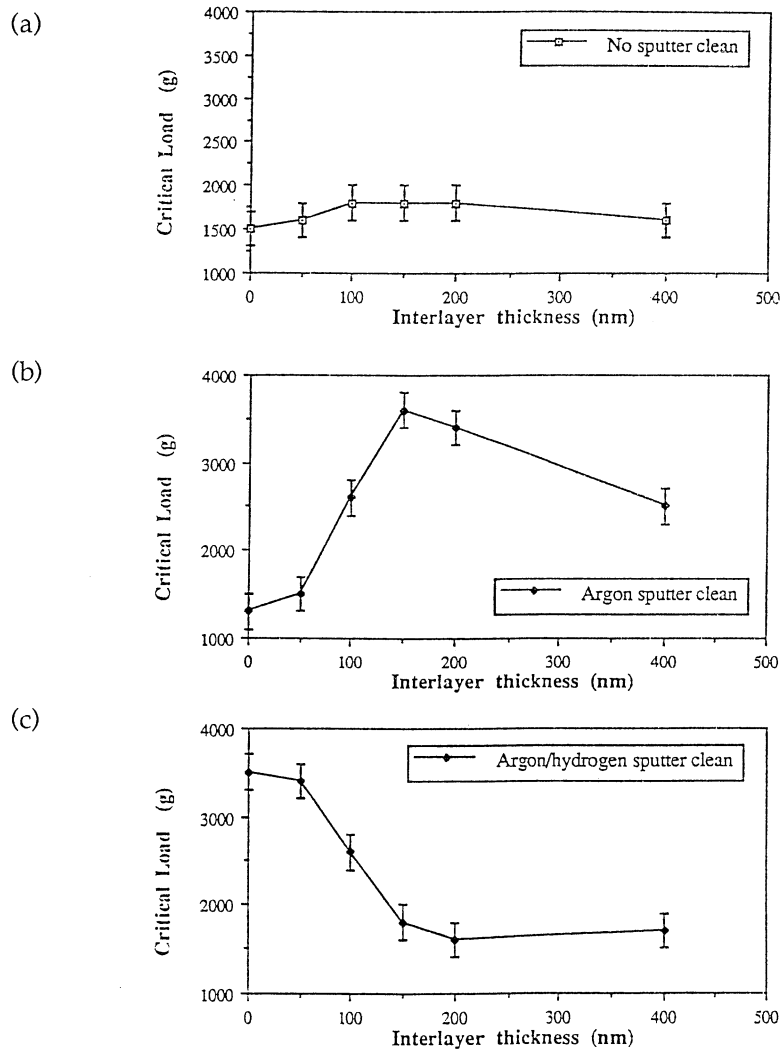 (a)
4000
3500
3000
2500
2000
1500
1000
Critical Load (g)
No sputter clean
0 100 200 300 400 500
Interlayer thickness (nm)
(b)
4000
3000
2000
1000
Critical Load (g)
Argon sputter clean
0 100 200 300 400 500
Interlayer thickness (nm)
(c)
4000
3000
2000
1000
Critical Load (g)
Argon/hydrogen sputter clean
0 100 200 300 400 500
Interlayer thickness (nm)